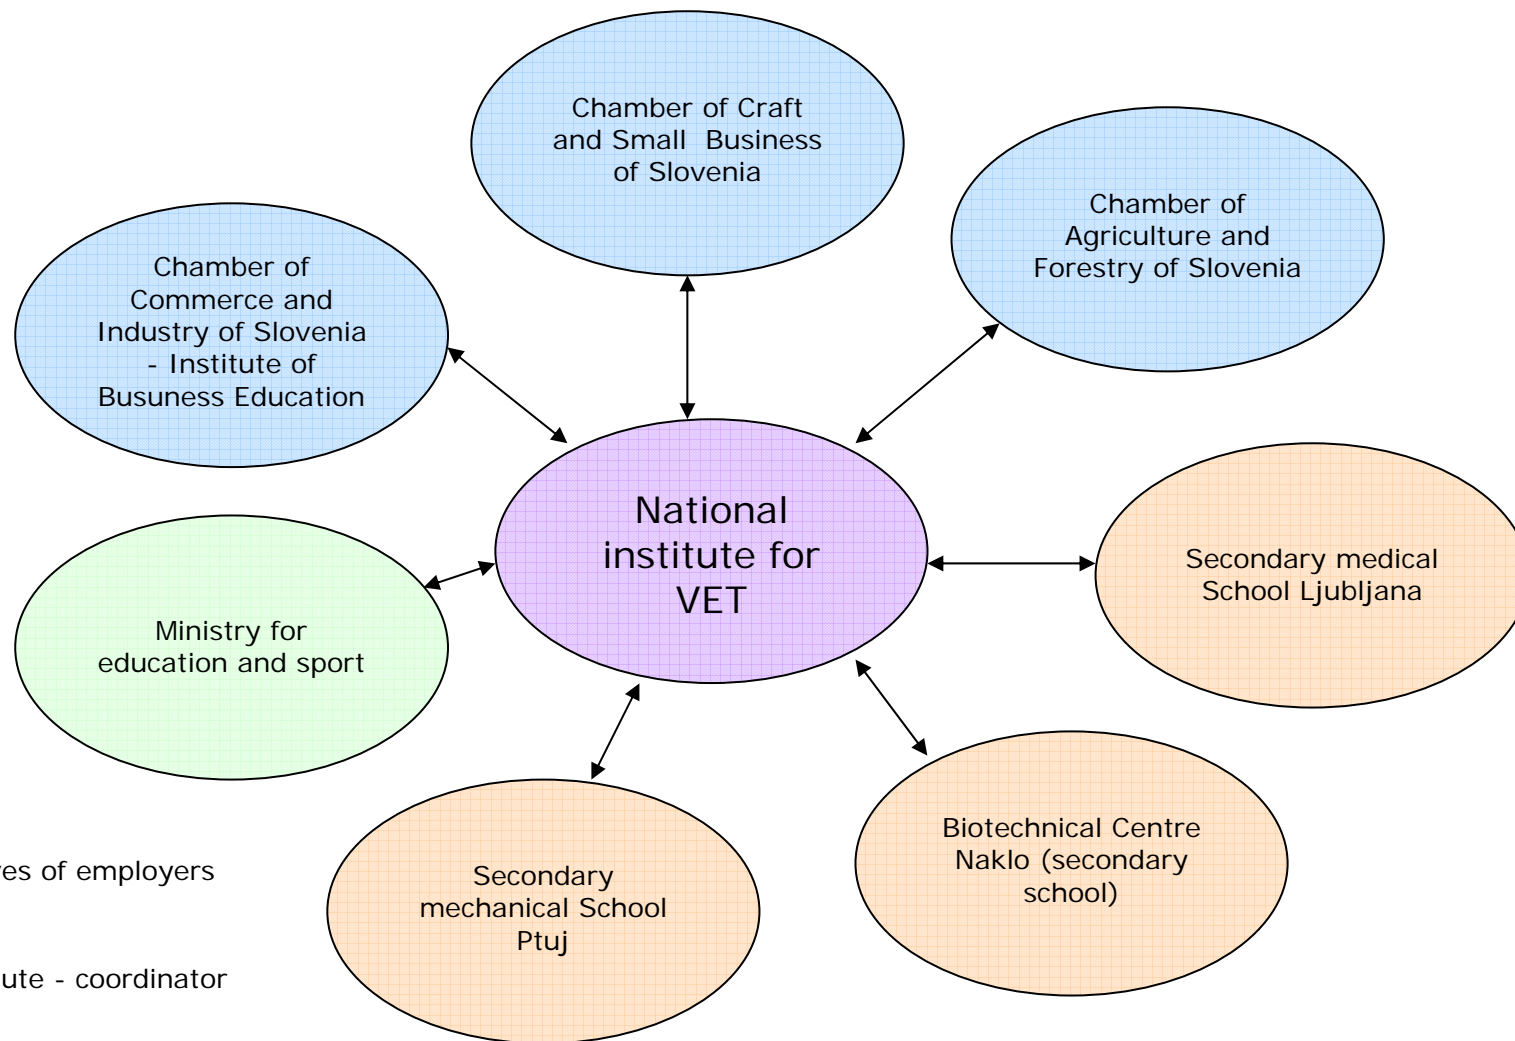 Chamber of Craft
and Small Business
of Slovenia
Chamber of
Agriculture and
Forestry of Slovenia
Chamber of
Commerce and
Industry of Slovenia
- Institute of
Busuness Education
National
institute for
VET
Secondary medical
School Ljubljana
Ministry for
education and sport
Biotechnical Centre
Naklo (secondary
school)
Secondary
mechanical School
Ptuj
of employers
- coordinator